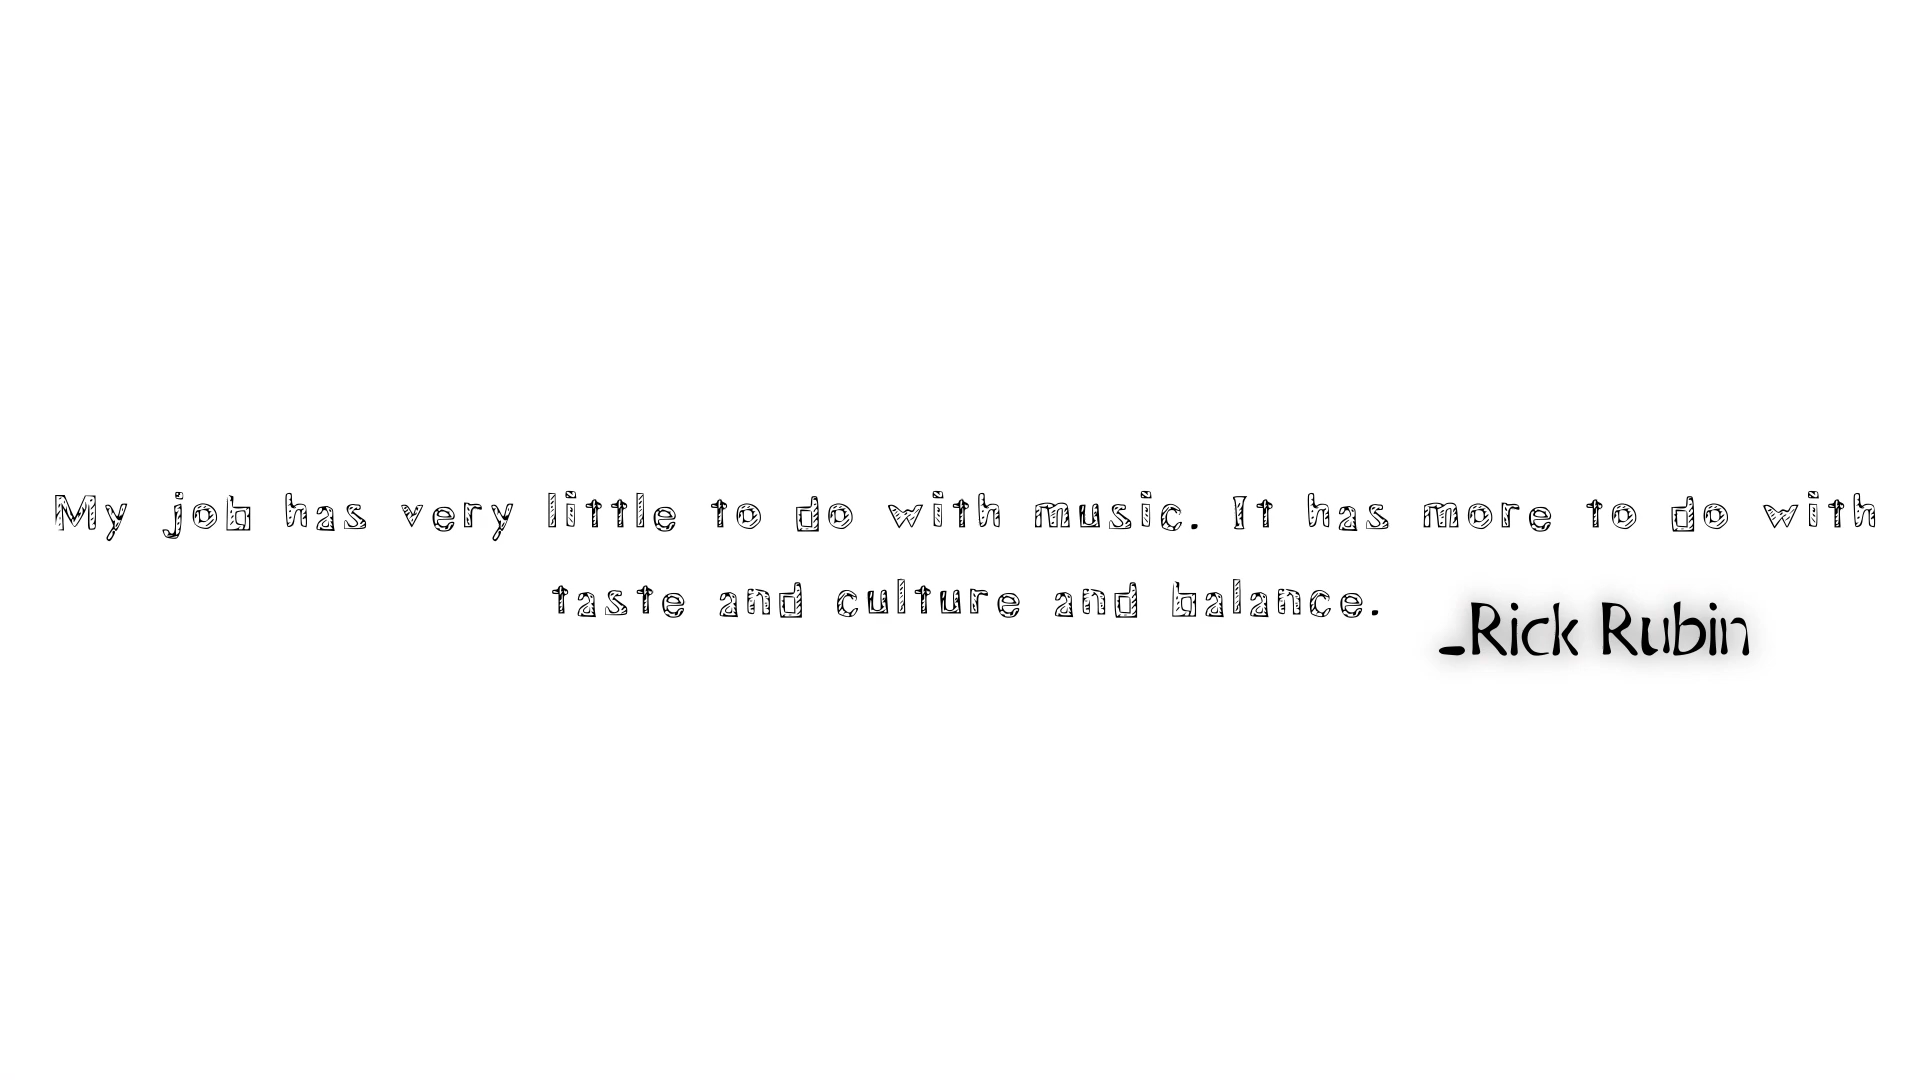 My job has very little to do with music. It has more to do with
taste and culture and balance.
-Rick Rubin